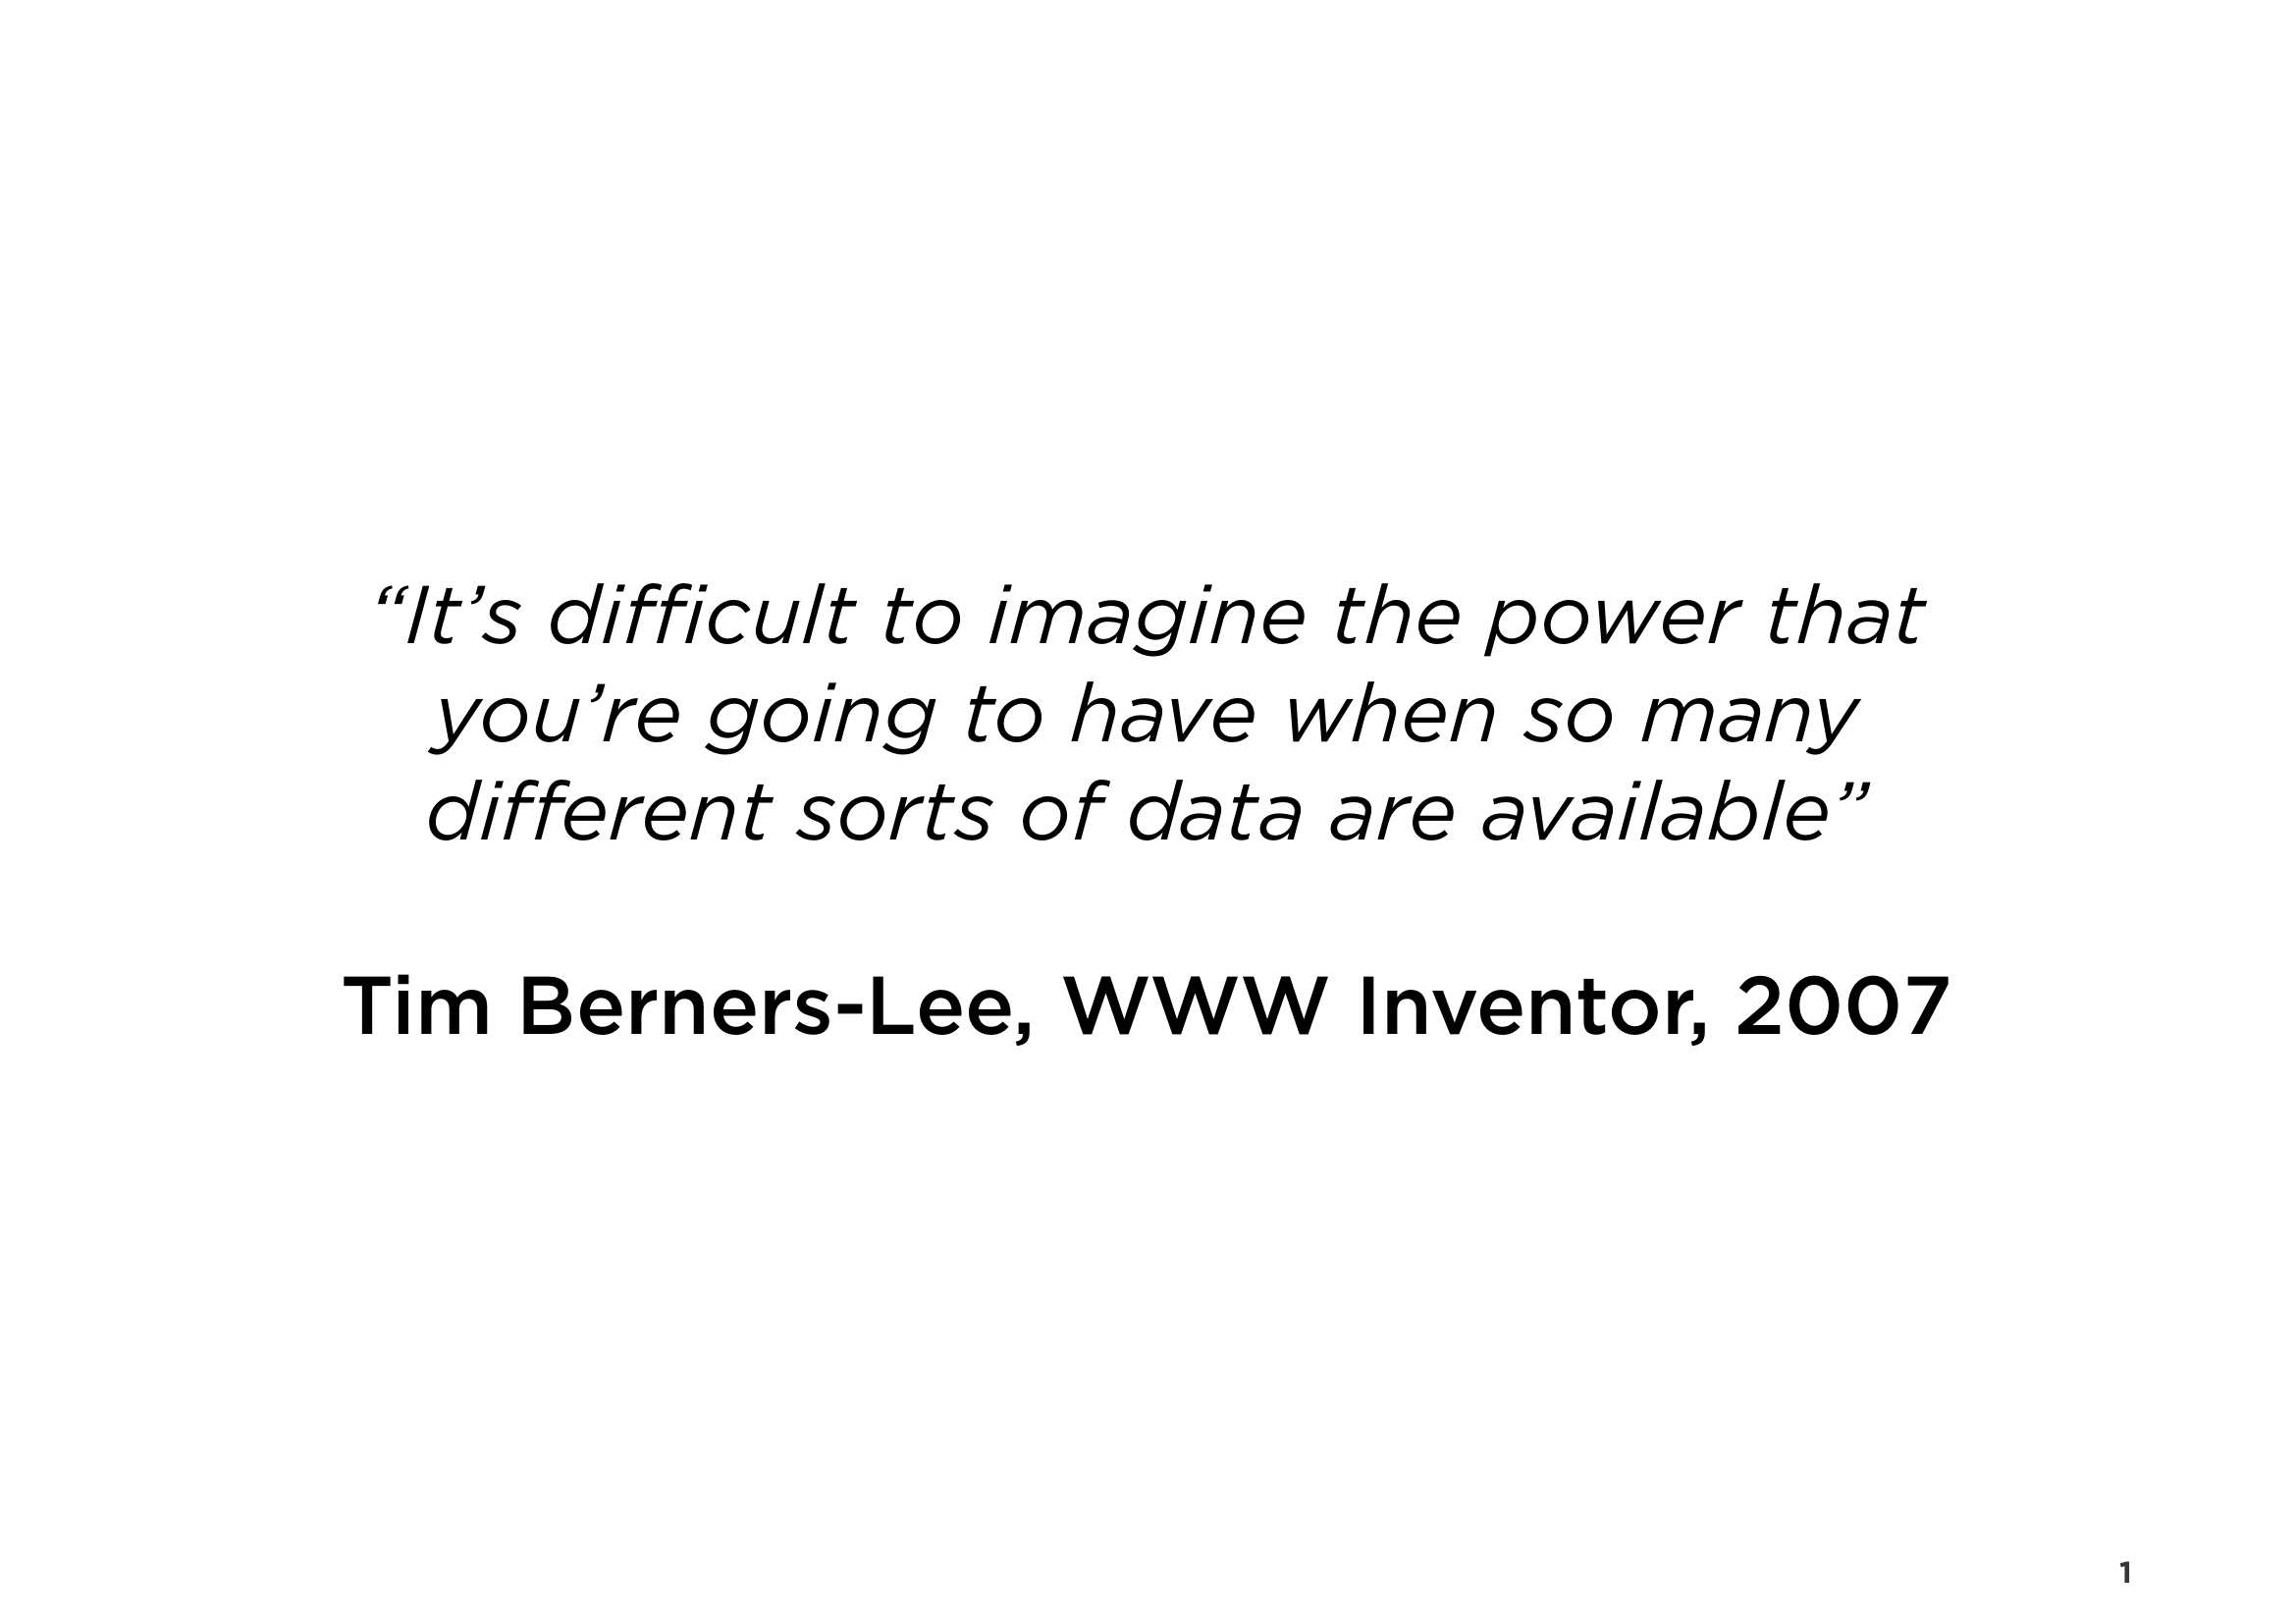 “It’s difficult to imagine the power that
you’re going to have when so many
different sorts of data are available”
Tim Berners-Lee, WWW Inventor, 2007
1